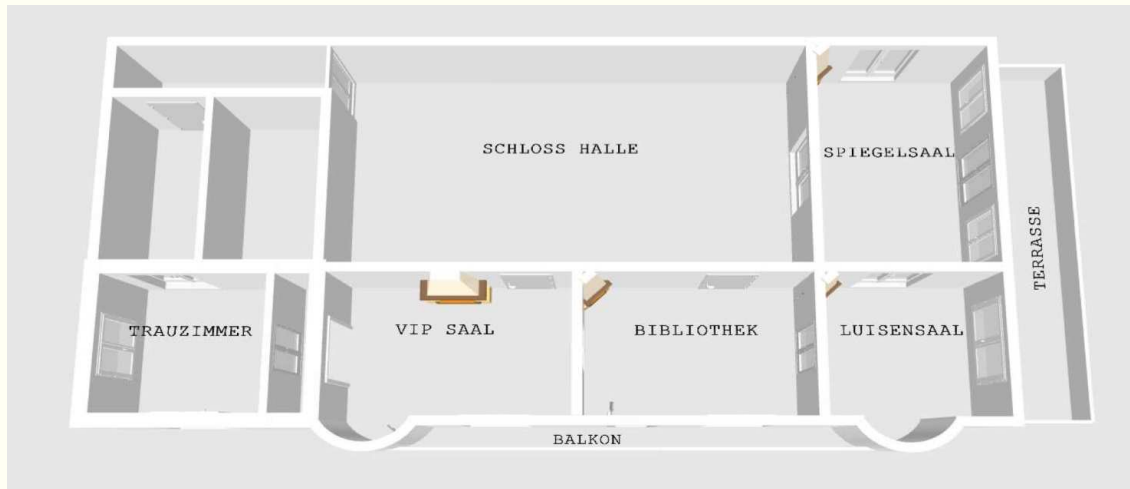 SCHLOSS HALLE
SPIEGELSAAL
TERRASSE
TRAUZIMMER
VIP SAAL
BIBLIOTHEK
LUISENSAAL
BALKON